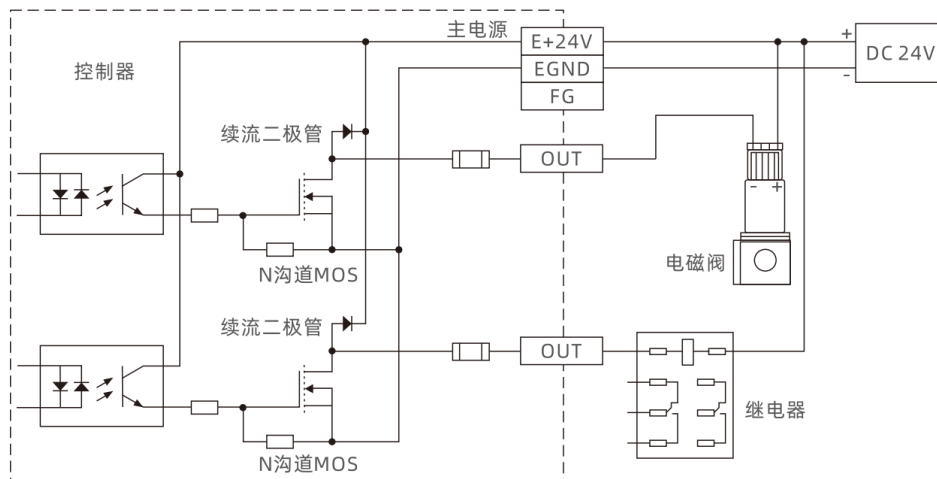 主电源
E+24V
+
DC 24V
EGND
-
控制器
FG
续流二极管
OUT
- +
N沟道MOS
电磁阀
续流二极管
OUT
继电器
N沟道MOS